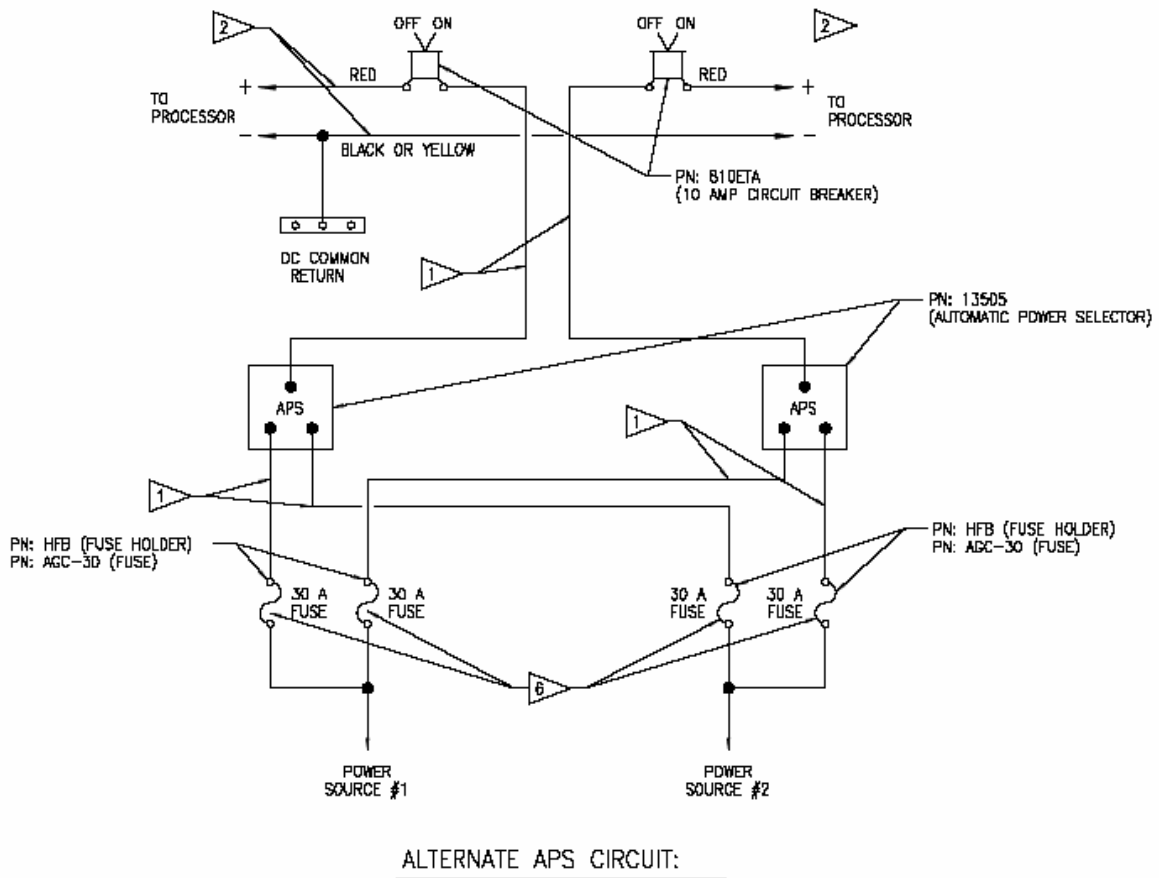 2
OFF ON
OFF ON
2
RED
RED
+
+
TO
PROCESSOR
TO
PROCESSOR
-
-
BLACK OR YELLOW
PN: 810ETA
(10 AMP CIRCUIT BREAKER)
DC COMMON
RETURN
1
PN: 13505
(AUTOMATIC POWER SELECTOR)
APS
APS
1
1
PN: HFB (FUSE HOLDER)
PN: AGC-30 (FUSE)
PN: HFB (FUSE HOLDER)
PN: AGC-30 (FUSE)
30 A
FUSE
30 A
FUSE
30 A
FUSE
30 A
FUSE
6
POWER
SOURCE #1
POWER
SOURCE #2
ALTERNATE APS CIRCUIT: